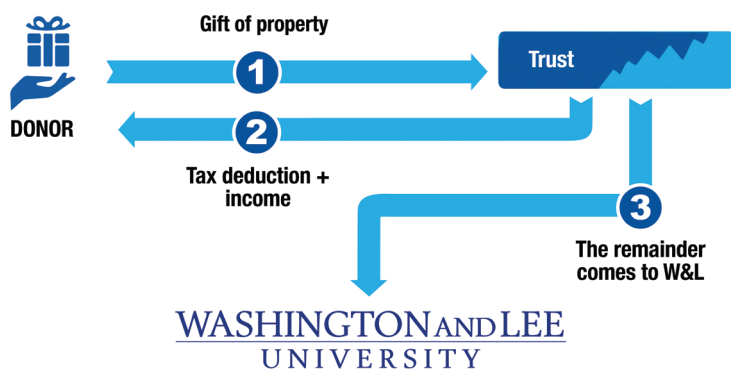 Gift of property
1
Trust
DONOR
2
Tax deduction +
income
3
The remainder
comes to W&L
WASHINGTON AND LEE
UNIVERSITY